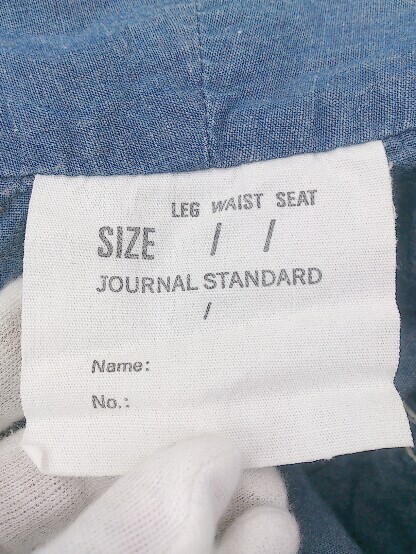 LEG WAIST SEAT
SIZE / /
JOURNAL STANDARD
/
Name:
No.: